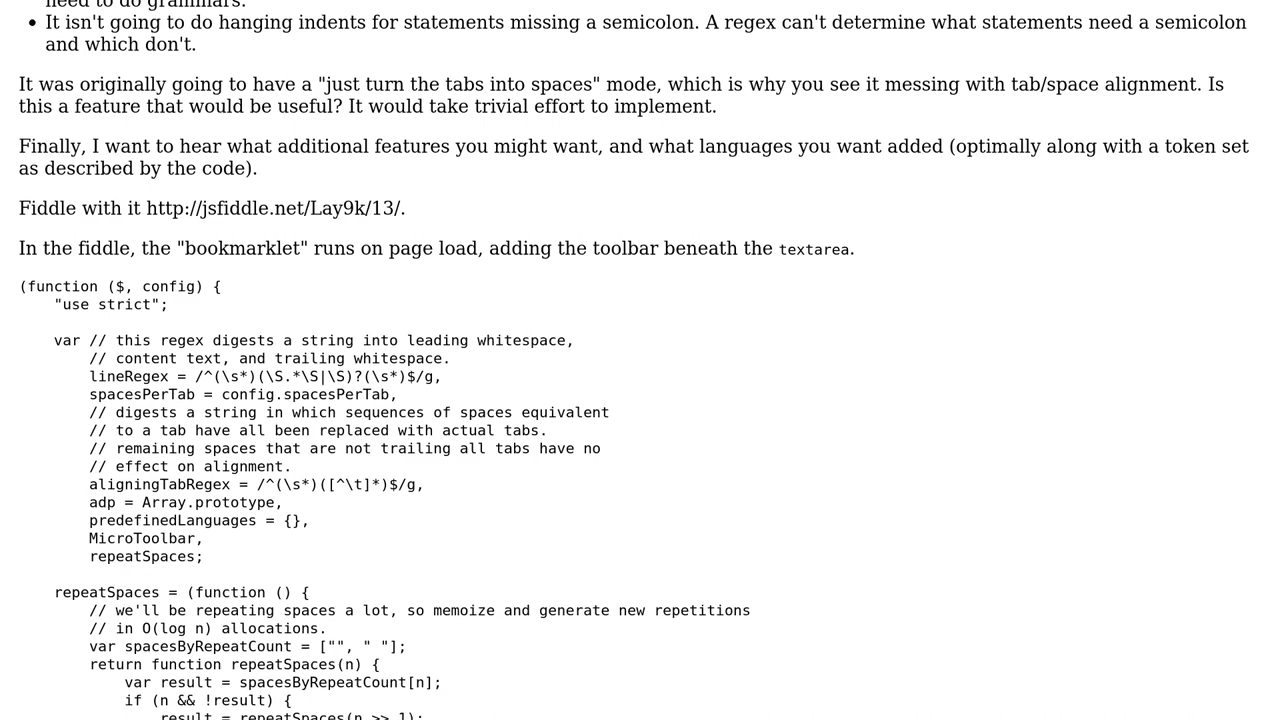 need to do grammars.
• It isn't going to do hanging indents for statements missing a semicolon. A regex can't determine what statements need a semicolon
and which don't.
It was originally going to have a "just turn the tabs into spaces" mode, which is why you see it messing with tab/space alignment. Is
this a feature that would be useful? It would take trivial effort to implement.
Finally, I want to hear what additional features you might want, and what languages you want added (optimally along with a token set
as described by the code).
Fiddle with it http://jsfiddle.net/Lay9k/13/.
In the fiddle, the "bookmarklet" runs on page load, adding the toolbar beneath the textarea.
(function ($, config) {
    "use strict";

    var // this regex digests a string into leading whitespace,
        // content text, and trailing whitespace.
        lineRegex = /^(\s*)(\S.*\S|\S)?(\s*)$/g,
        spacesPerTab = config.spacesPerTab,
        // digests a string in which sequences of spaces equivalent
        // to a tab have all been replaced with actual tabs.
        // remaining spaces that are not trailing all tabs have no
        // effect on alignment.
        aligningTabRegex = /^(\s*)([^\t]*)$/g,
        adp = Array.prototype,
        predefinedLanguages = {},
        MicroToolbar,
        repeatSpaces;

    repeatSpaces = (function () {
        // we'll be repeating spaces a lot, so memoize and generate new repetitions
        // in O(log n) allocations.
        var spacesByRepeatCount = ["", " "];
        return function repeatSpaces(n) {
            var result = spacesByRepeatCount[n];
            if (n && !result) {
                result = repeatSpaces(n >> 1);